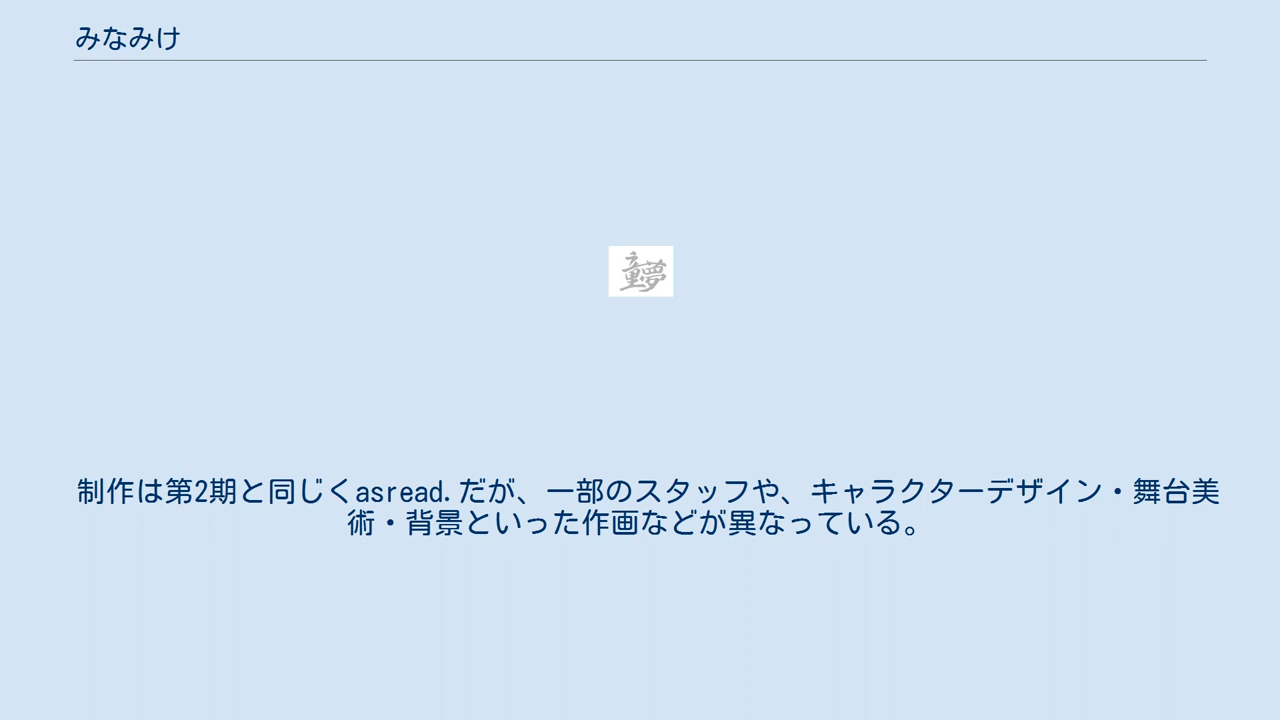 みなみけ
童夢
制作は第2期と同じくasread.だが、一部のスタッフや、キャラクターデザイン・舞台美
術・背景といった作画などが異なっている。